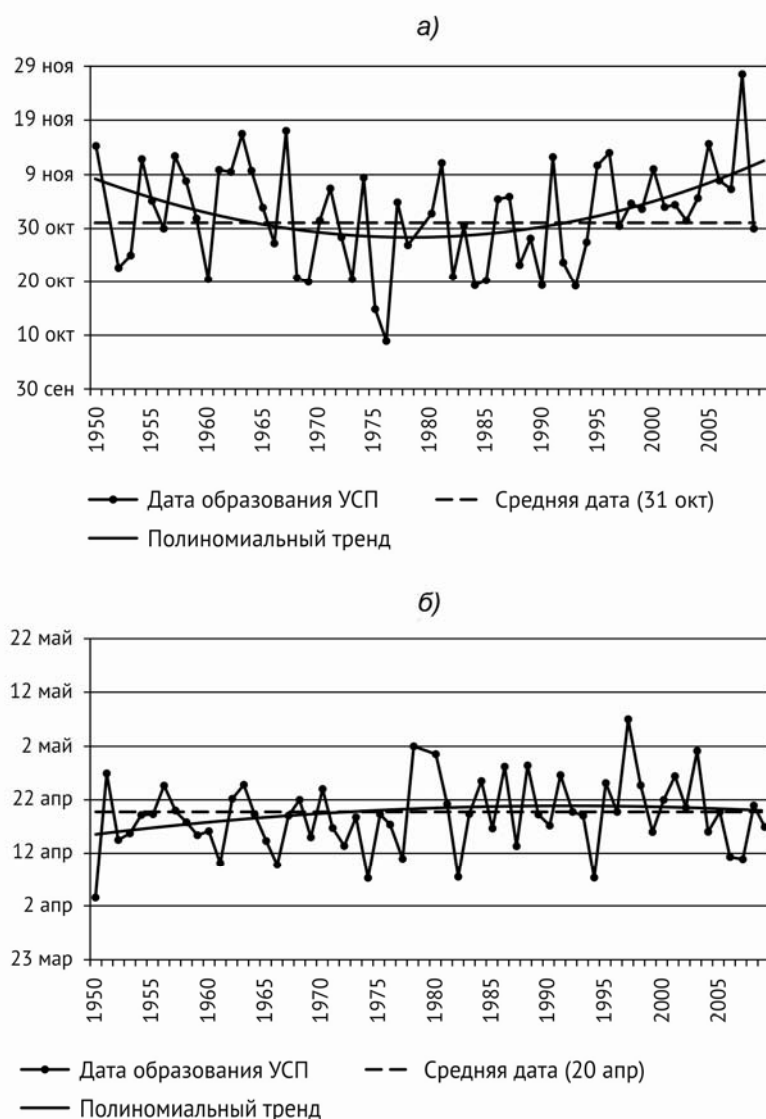 а)
29 ноя
19 ноя
9 ноя
30 окт
20 окт
10 окт
30 сен
1950 1955 1960 1965 1970 1975 1980 1985 1990 1995 2000 2005
Дата образования УСП Средняя дата (31 окт)
Полиномиальный тренд
б)
22 май
12 май
2 май
22 апр
12 апр
2 апр
23 мар
1950 1955 1960 1965 1970 1975 1980 1985 1990 1995 2000 2005
Дата образования УСП Средняя дата (20 апр)
Полиномиальный тренд